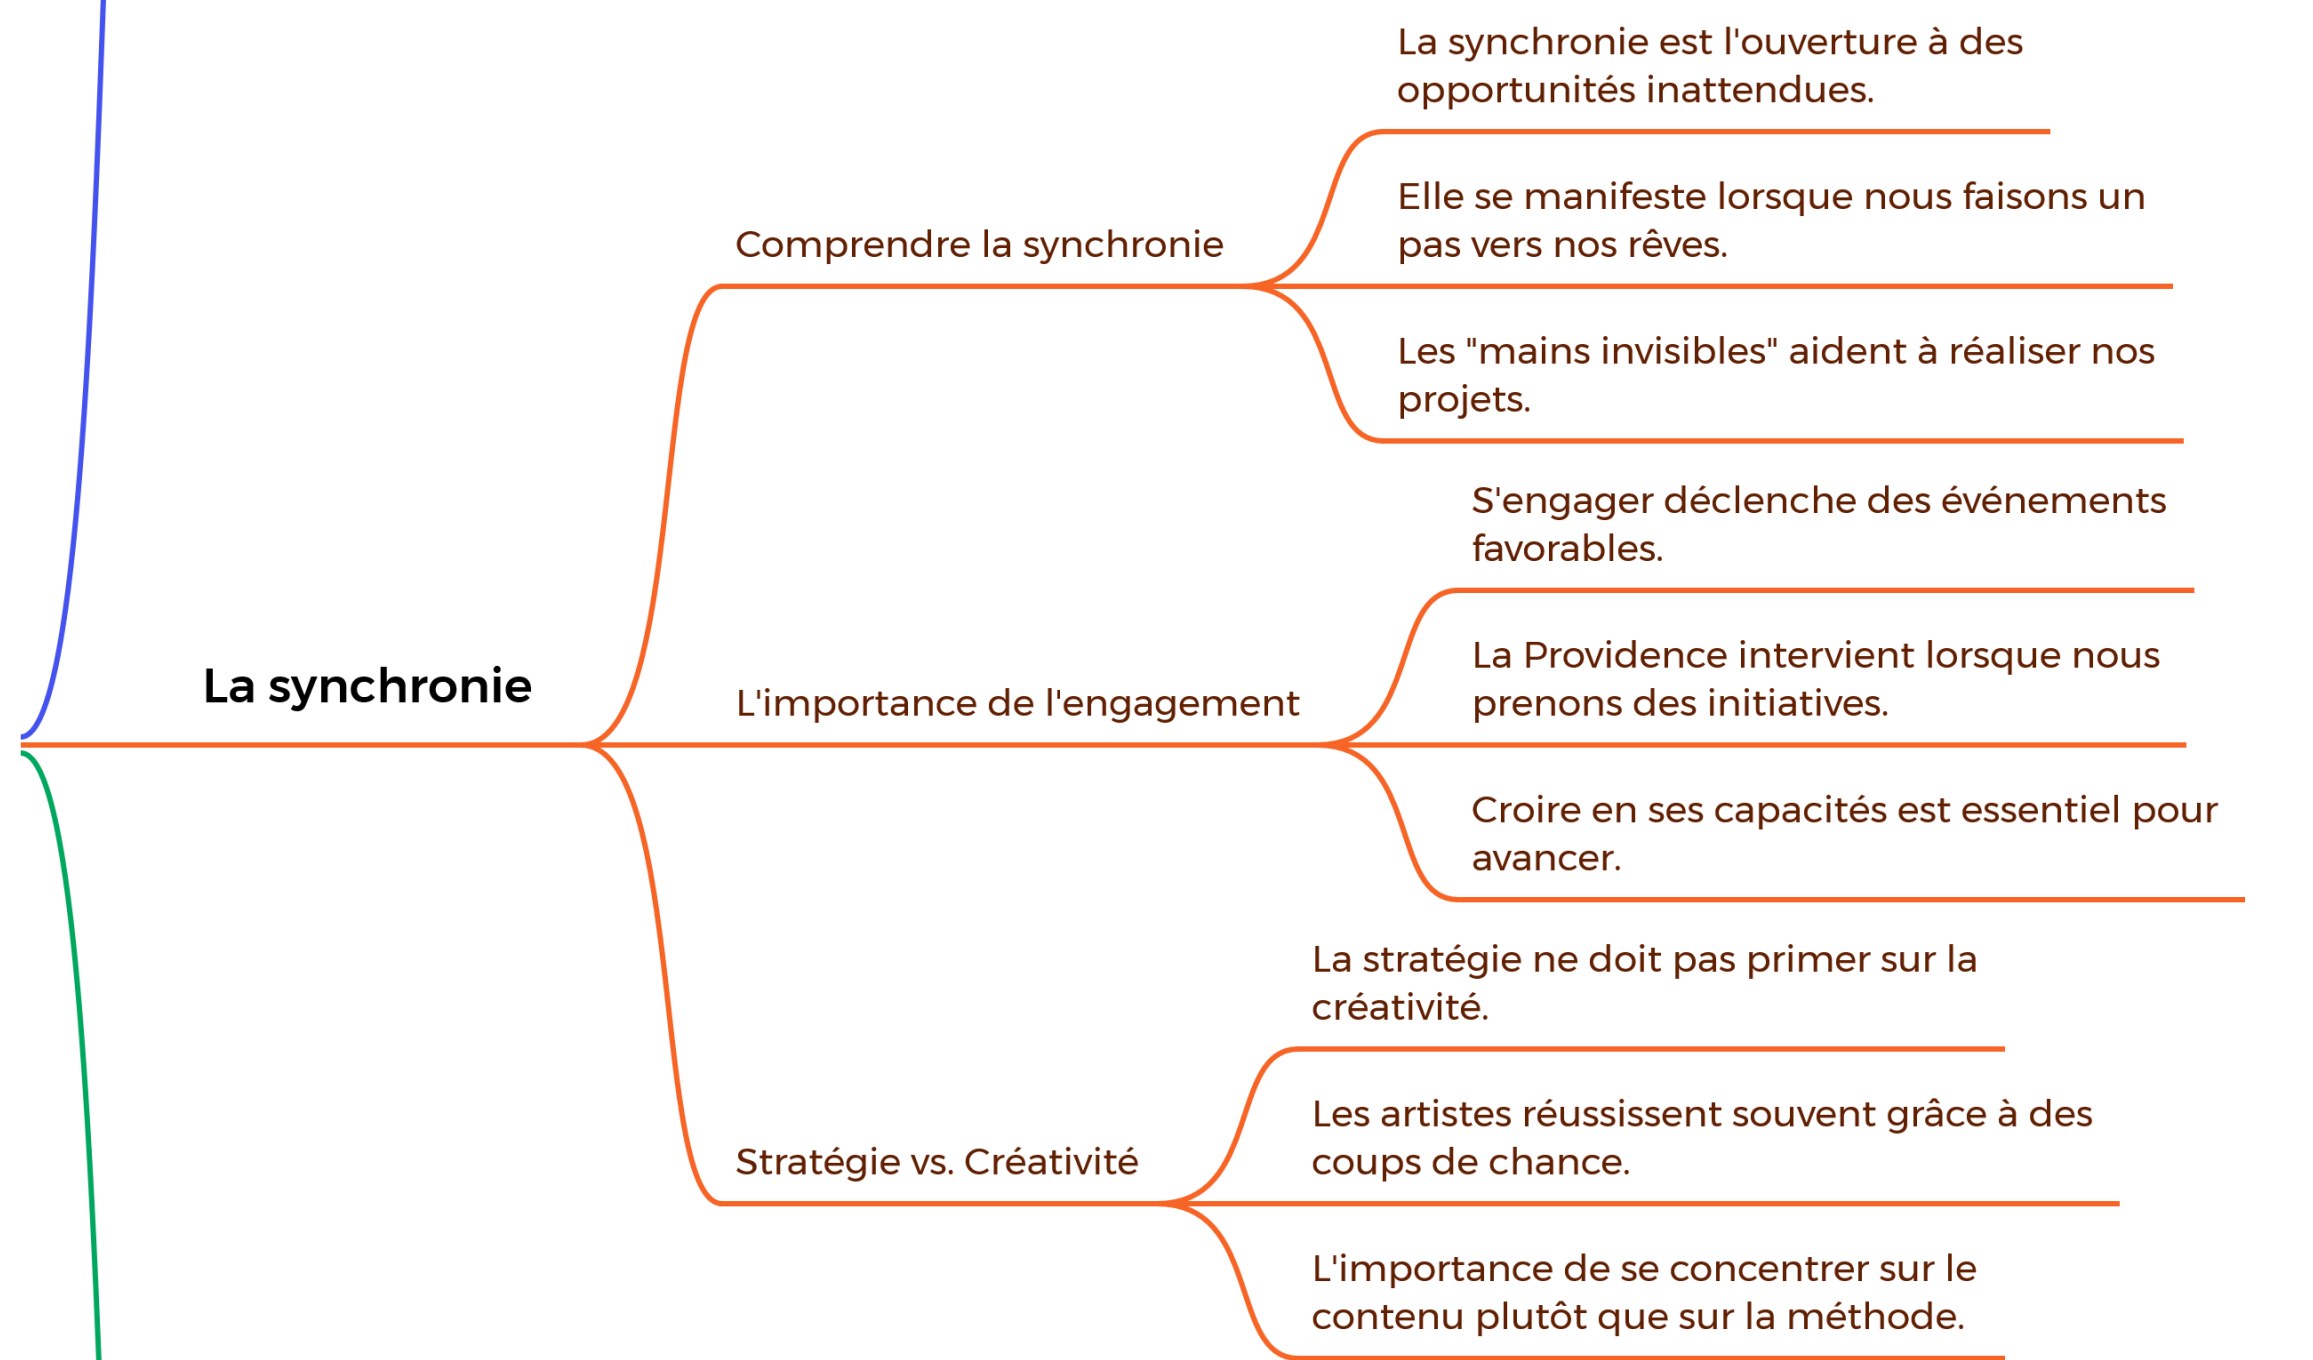 La synchronie
Comprendre la synchronie
La synchronie est l'ouverture à des
opportunités inattendues.
Elle se manifeste lorsque nous faisons un
pas vers nos rêves.
Les "mains invisibles" aident à réaliser nos
projets.
L'importance de l'engagement
S'engager déclenche des événements
favorables.
La Providence intervient lorsque nous
prenons des initiatives.
Croire en ses capacités est essentiel pour
avancer.
Stratégie vs. Créativité
La stratégie ne doit pas primer sur la
créativité.
Les artistes réussissent souvent grâce à des
coups de chance.
L'importance de se concentrer sur le
contenu plutôt que sur la méthode.